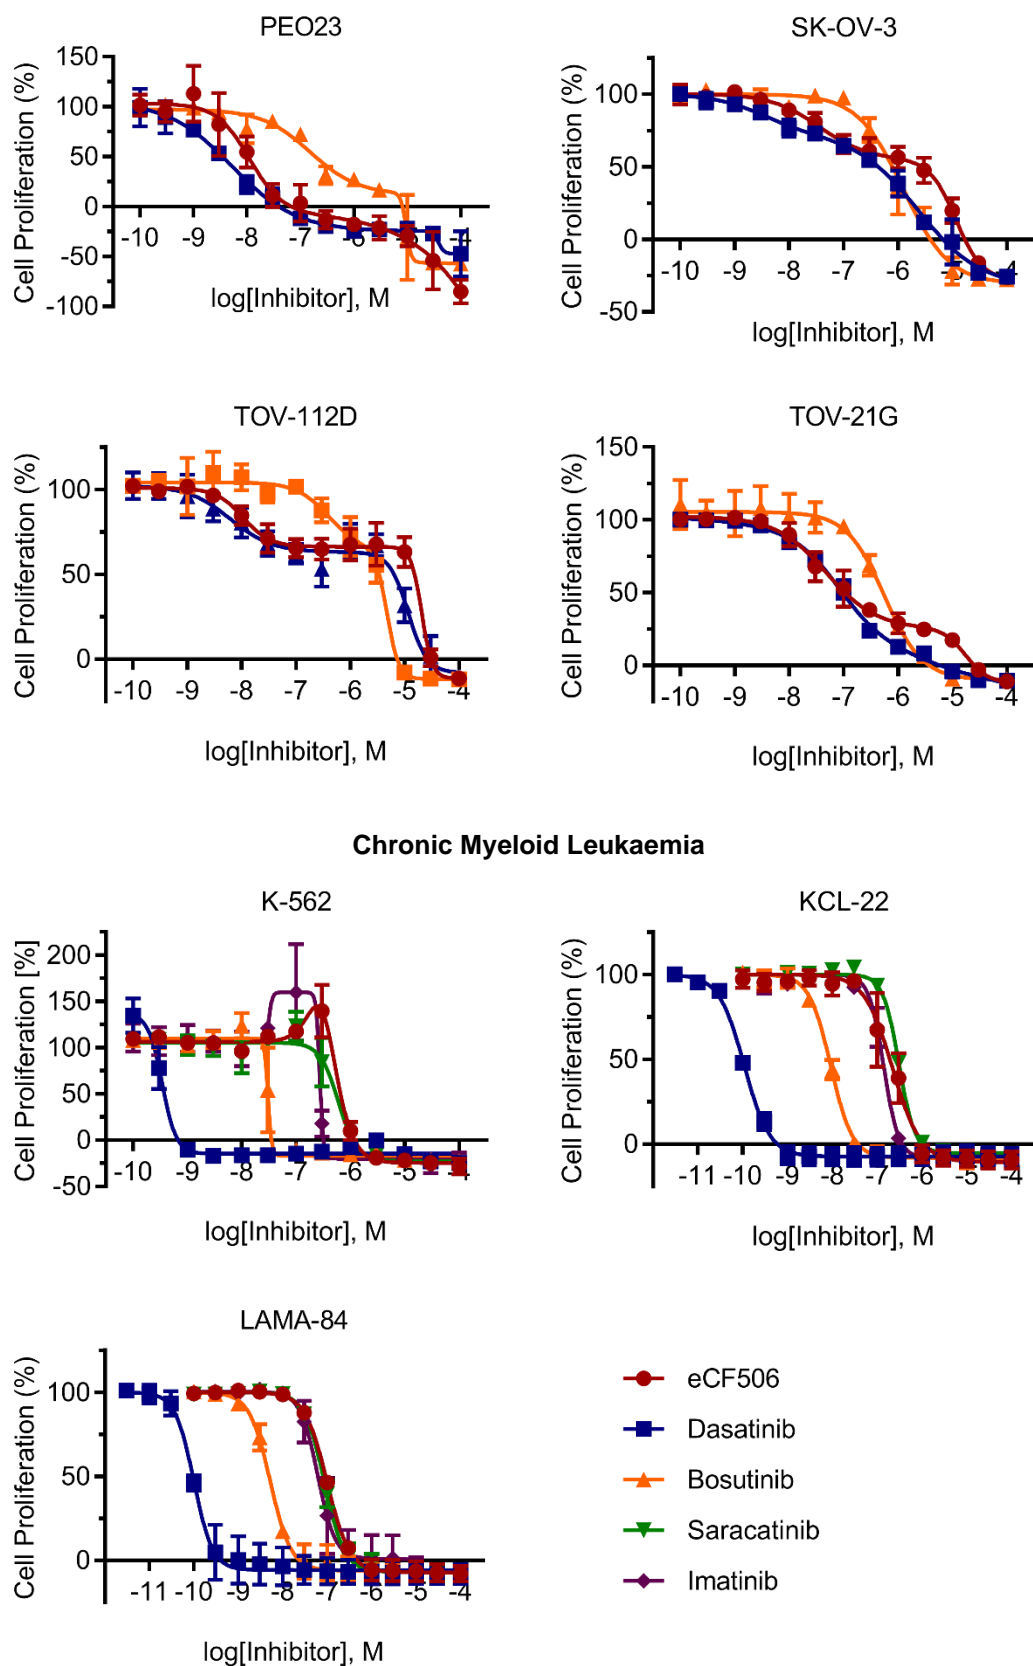 PEO23
SK-OV-3
Cell Proliferation (%)
150
100
50
0
-50
-100
-10 -9 -8 -7 -6 -5 -4
log[Inhibitor], M
Cell Proliferation (%)
100
50
0
-50
-10 -9 -8 -7 -6 -5 -4
log[Inhibitor], M
TOV-112D
TOV-21G
Cell Proliferation (%)
100
50
0
-10 -9 -8 -7 -6 -5 -4
log[Inhibitor], M
Cell Proliferation (%)
150
100
50
0
-10 -9 -8 -7 -6 -5 -4
log[Inhibitor], M
Chronic Myeloid Leukaemia
K-562
KCL-22
Cell Proliferation [%]
200
150
100
50
0
-50
-10 -9 -8 -7 -6 -5 -4
log[Inhibitor], M
Cell Proliferation (%)
100
50
0
-11 -10 -9 -8 -7 -6 -5 -4
log[Inhibitor], M
LAMA-84
Cell Proliferation (%)
100
50
0
-11 -10 -9 -8 -7 -6 -5 -4
log[Inhibitor], M
eCF506
Dasatinib
Bosutinib
Saracatinib
Imatinib